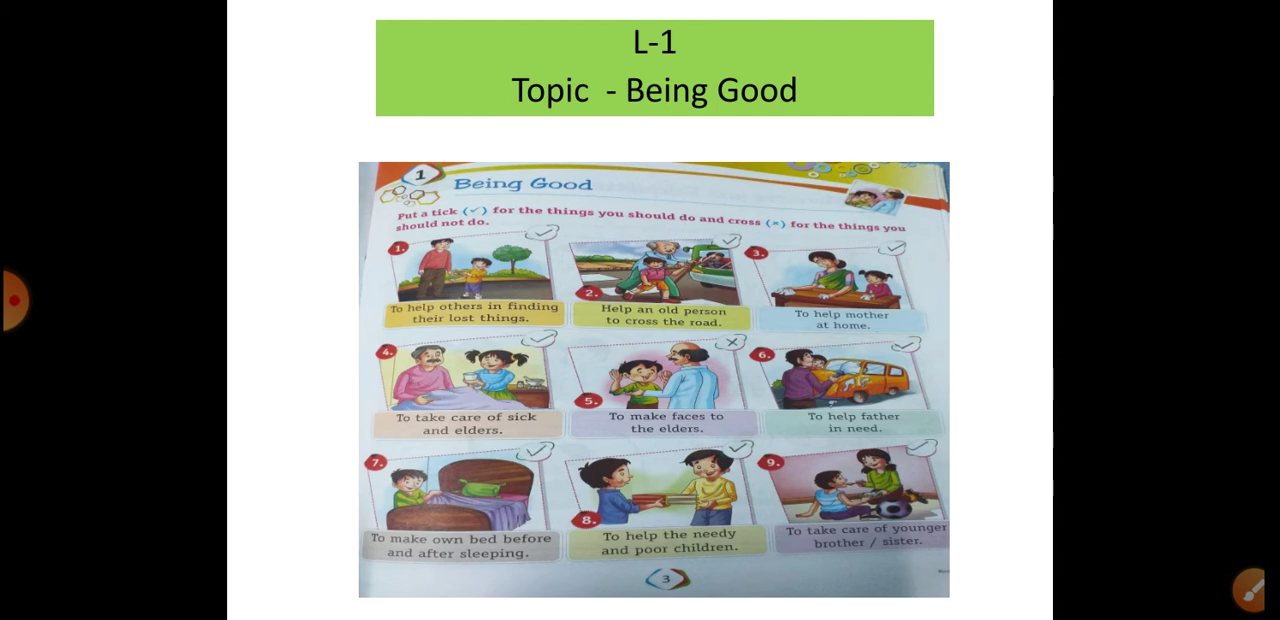 L-1
Topic - Being Good
1
Being Good
Put a tick (✓) for the things you should do and cross (×) for the things you
should not do.
1.
To help others in finding
their lost things.
2.
Help an old person
to cross the road.
3.
To help mother
at home.
4.
To take care of sick
and elders.
5.
To make faces to
the elders.
6.
To help father
in need.
7.
To make own bed before
and after sleeping.
8.
To help the needy
and poor children.
9.
To take care of younger
brother / sister.
3